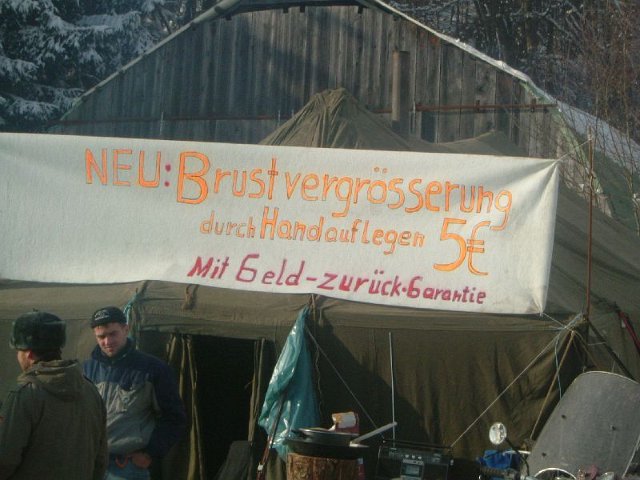 NEU: Brustvergrösserung
durch Handauflegen 5€
Mit Geld-zurück-Garantie